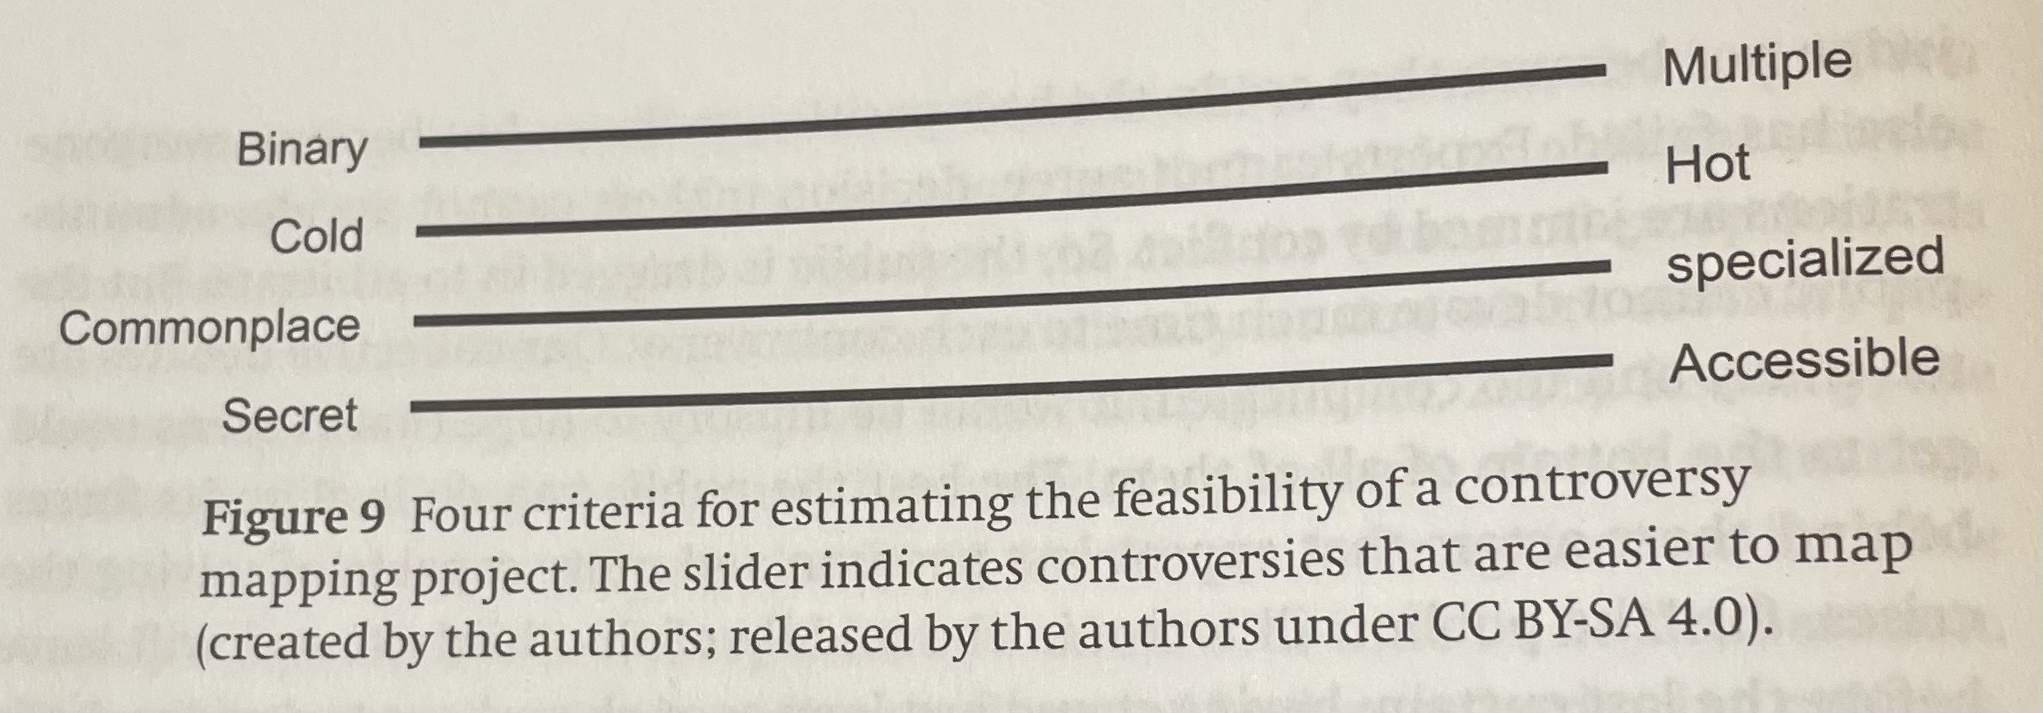 Binary Multiple
Cold Hot
Commonplace specialized
Secret Accessible
Figure 9 Four criteria for estimating the feasibility of a controversy
mapping project. The slider indicates controversies that are easier to map
(created by the authors; released by the authors under CC BY-SA 4.0).